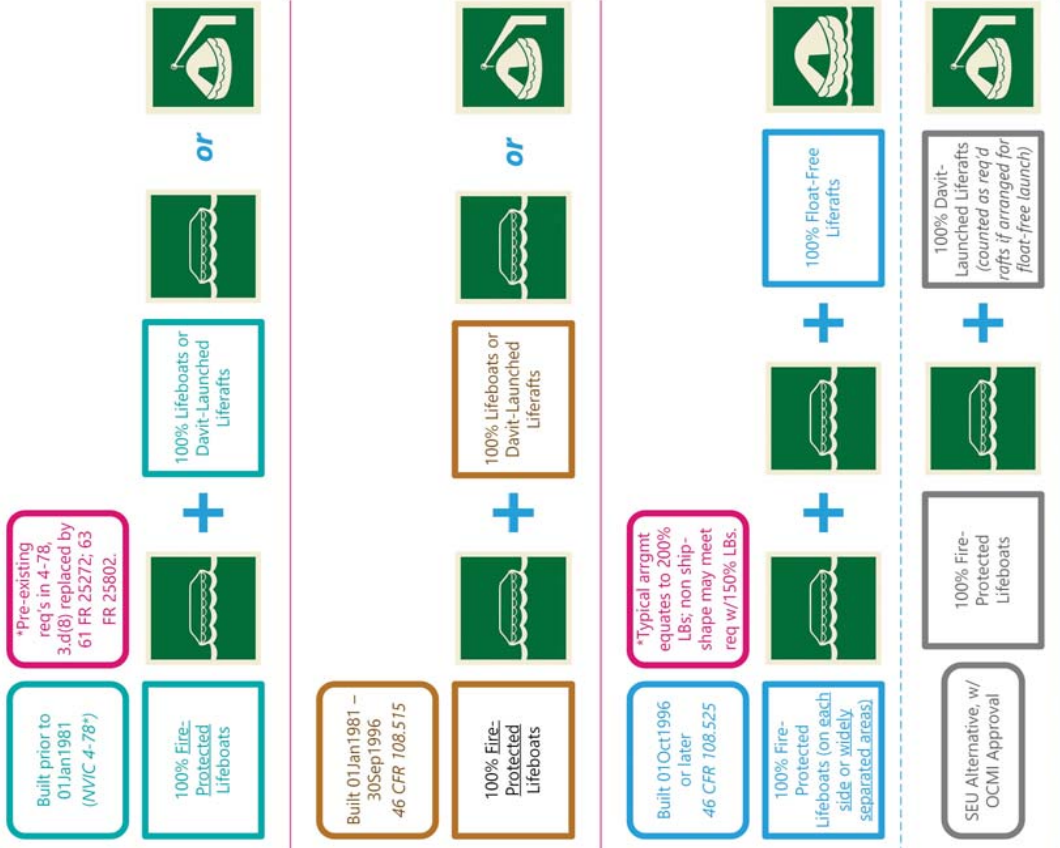 Built prior to
01Jan1981
(NVIC 4-78*)
*Pre-existing
req's in 4-78,
3.d(8) replaced by
61 FR 25272; 63
FR 25802.
100% Fire-
Protected
Lifeboats
+
100% Lifeboats or
Davit-Launched
Liferafts
or
Built 01Jan1981 –
30Sep1996
46 CFR 108.515
100% Fire-
Protected
Lifeboats
+
100% Lifeboats or
Davit-Launched
Liferafts
or
Built 01Oct1996
or later
46 CFR 108.525
*Typical arrgmt
equates to 200%
LBs; non ship-
shape may meet
req w/150% LBs.
100% Fire-
Protected
Lifeboats (on each
side or widely
separated areas)
+
+
100% Float-Free
Liferafts
SEU Alternative, w/
OCMI Approval
100% Fire-
Protected
Lifeboats
+
100% Davit-
Launched Liferafts
(counted as req'd
rafts if arranged for
float-free launch)